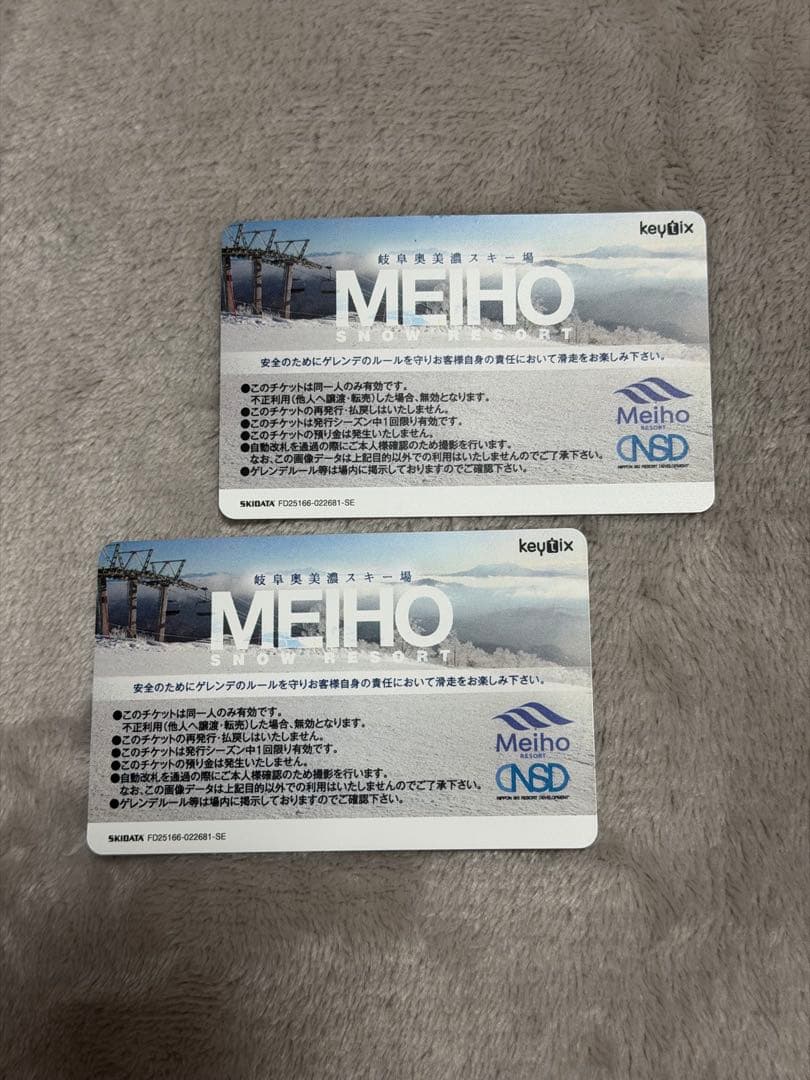 keytix
岐阜奥美濃スキー場
MEIHO
SNOW RESORT
安全のためにゲレンデのルールを守りお客様自身の責任において滑走をお楽しみ下さい。
●このチケットは同一人のみ有効です。
不正利用(他人へ譲渡・転売)した場合、無効となります。
●このチケットの再発行・払戻しはいたしません。
●このチケットは発行シーズン中1回限り有効です。
●このチケットの預り金は発生いたしません。
●自動改札を通過の際にご本人様確認のため撮影を行います。
なお、この画像データは上記目的以外での利用はいたしませんのでご了承下さい。
●ゲレンデルール等は場内に掲示しておりますのでご確認下さい。
Meiho
RESORT
NSD
NIPPON SKI RESORT DEVELOPMENT
SKIDATA FD25166-022681-SE
keytix
岐阜奥美濃スキー場
MEIHO
SNOW RESORT
安全のためにゲレンデのルールを守りお客様自身の責任において滑走をお楽しみ下さい。
●このチケットは同一人のみ有効です。
不正利用(他人へ譲渡・転売)した場合、無効となります。
●このチケットの再発行・払戻しはいたしません。
●このチケットは発行シーズン中1回限り有効です。
●このチケットの預り金は発生いたしません。
●自動改札を通過の際にご本人様確認のため撮影を行います。
なお、この画像データは上記目的以外での利用はいたしませんのでご了承下さい。
●ゲレンデルール等は場内に掲示しておりますのでご確認下さい。
Meiho
RESORT
NSD
NIPPON SKI RESORT DEVELOPMENT
SKIDATA FD25166-022681-SE